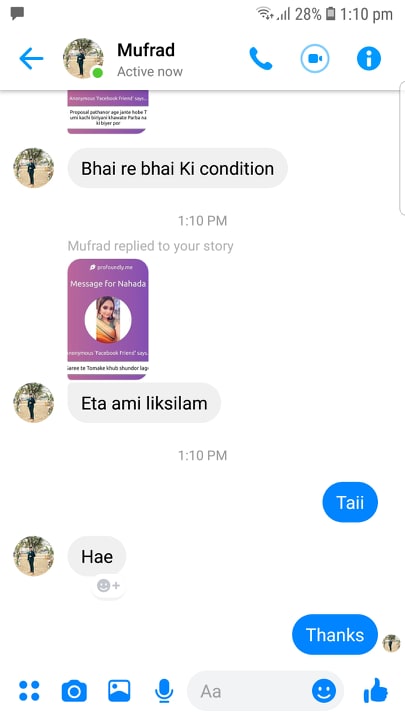 28% 1:10 pm
Mufrad
Active now
Anonymous 'Facebook Friend' says...
Proposal pathanor age jante hobe T
umi kachi biriyani khawate Parba na
ki biyer por
Bhai re bhai Ki condition
1:10 PM
Mufrad replied to your story
profoundly.me
Message for Nahada
Anonymous 'Facebook Friend' says...
Saree te Tomake khub shundor lage
Eta ami liksilam
1:10 PM
Taii
Hae
Thanks
Aa